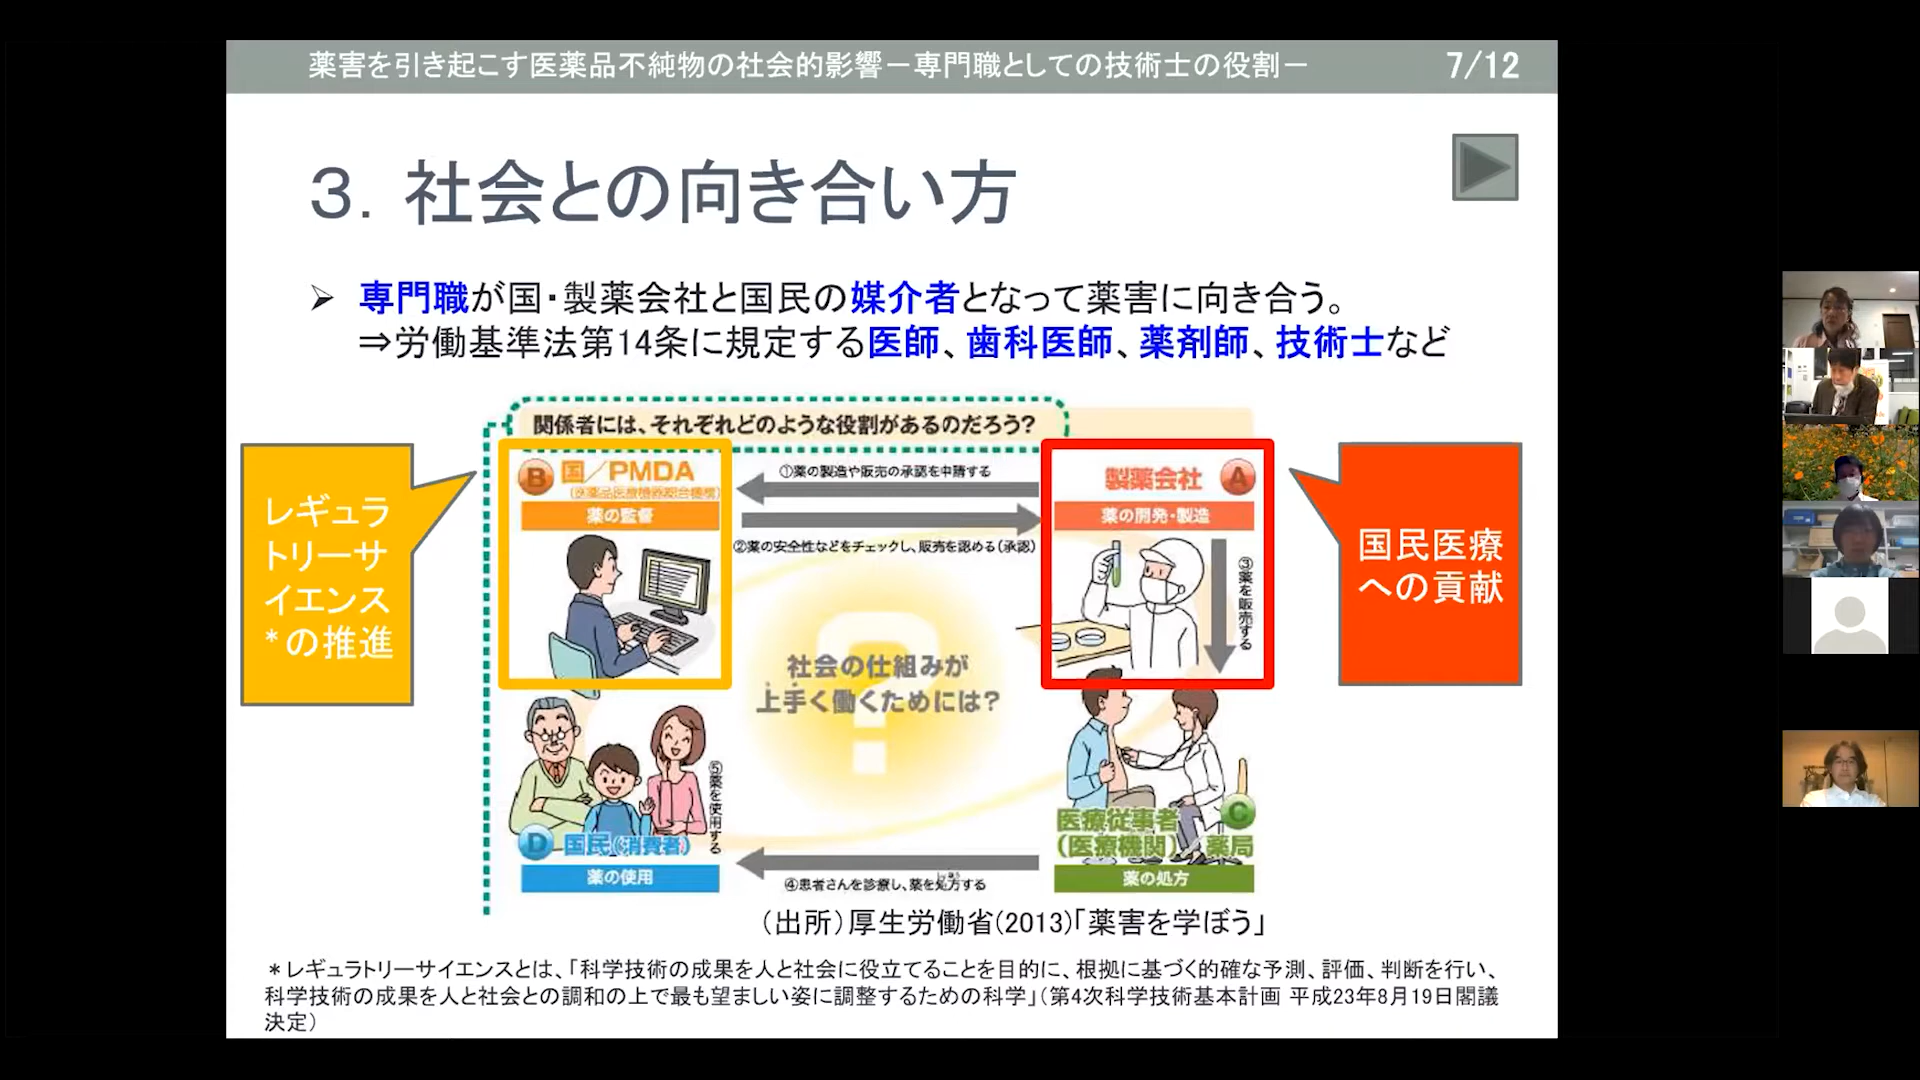 薬害を引き起こす医薬品不純物の社会的影響－専門職としての技術士の役割－
7/12
３．社会との向き合い方
➢ 専門職が国・製薬会社と国民の媒介者となって薬害に向き合う。
⇒労働基準法第14条に規定する医師、歯科医師、薬剤師、技術士など
関係者には、それぞれどのような役割があるのだろう？
レギュラ
トリーサ
イエンス
＊の推進
B 国／PMDA
（医薬品医療機器総合機構）
薬の監督
①薬の製造や販売の承認を申請する
②薬の安全性などをチェックし、販売を認める（承認）
製薬会社 A
薬の開発・製造
③薬を販売する
国民医療
への貢献
社会の仕組みが
上手く働くためには？
⑤薬を使用する
D 国民（消費者）
薬の使用
④患者さんを診療し、薬を処方する
C
医療従事者
（医療機関）／薬局
薬の処方
（出所）厚生労働省(2013)「薬害を学ぼう」
＊レギュラトリーサイエンスとは、「科学技術の成果を人と社会に役立てることを目的に、根拠に基づく的確な予測、評価、判断を行い、
科学技術の成果を人と社会との調和の上で最も望ましい姿に調整するための科学」（第4次科学技術基本計画 平成23年8月19日閣議
決定）